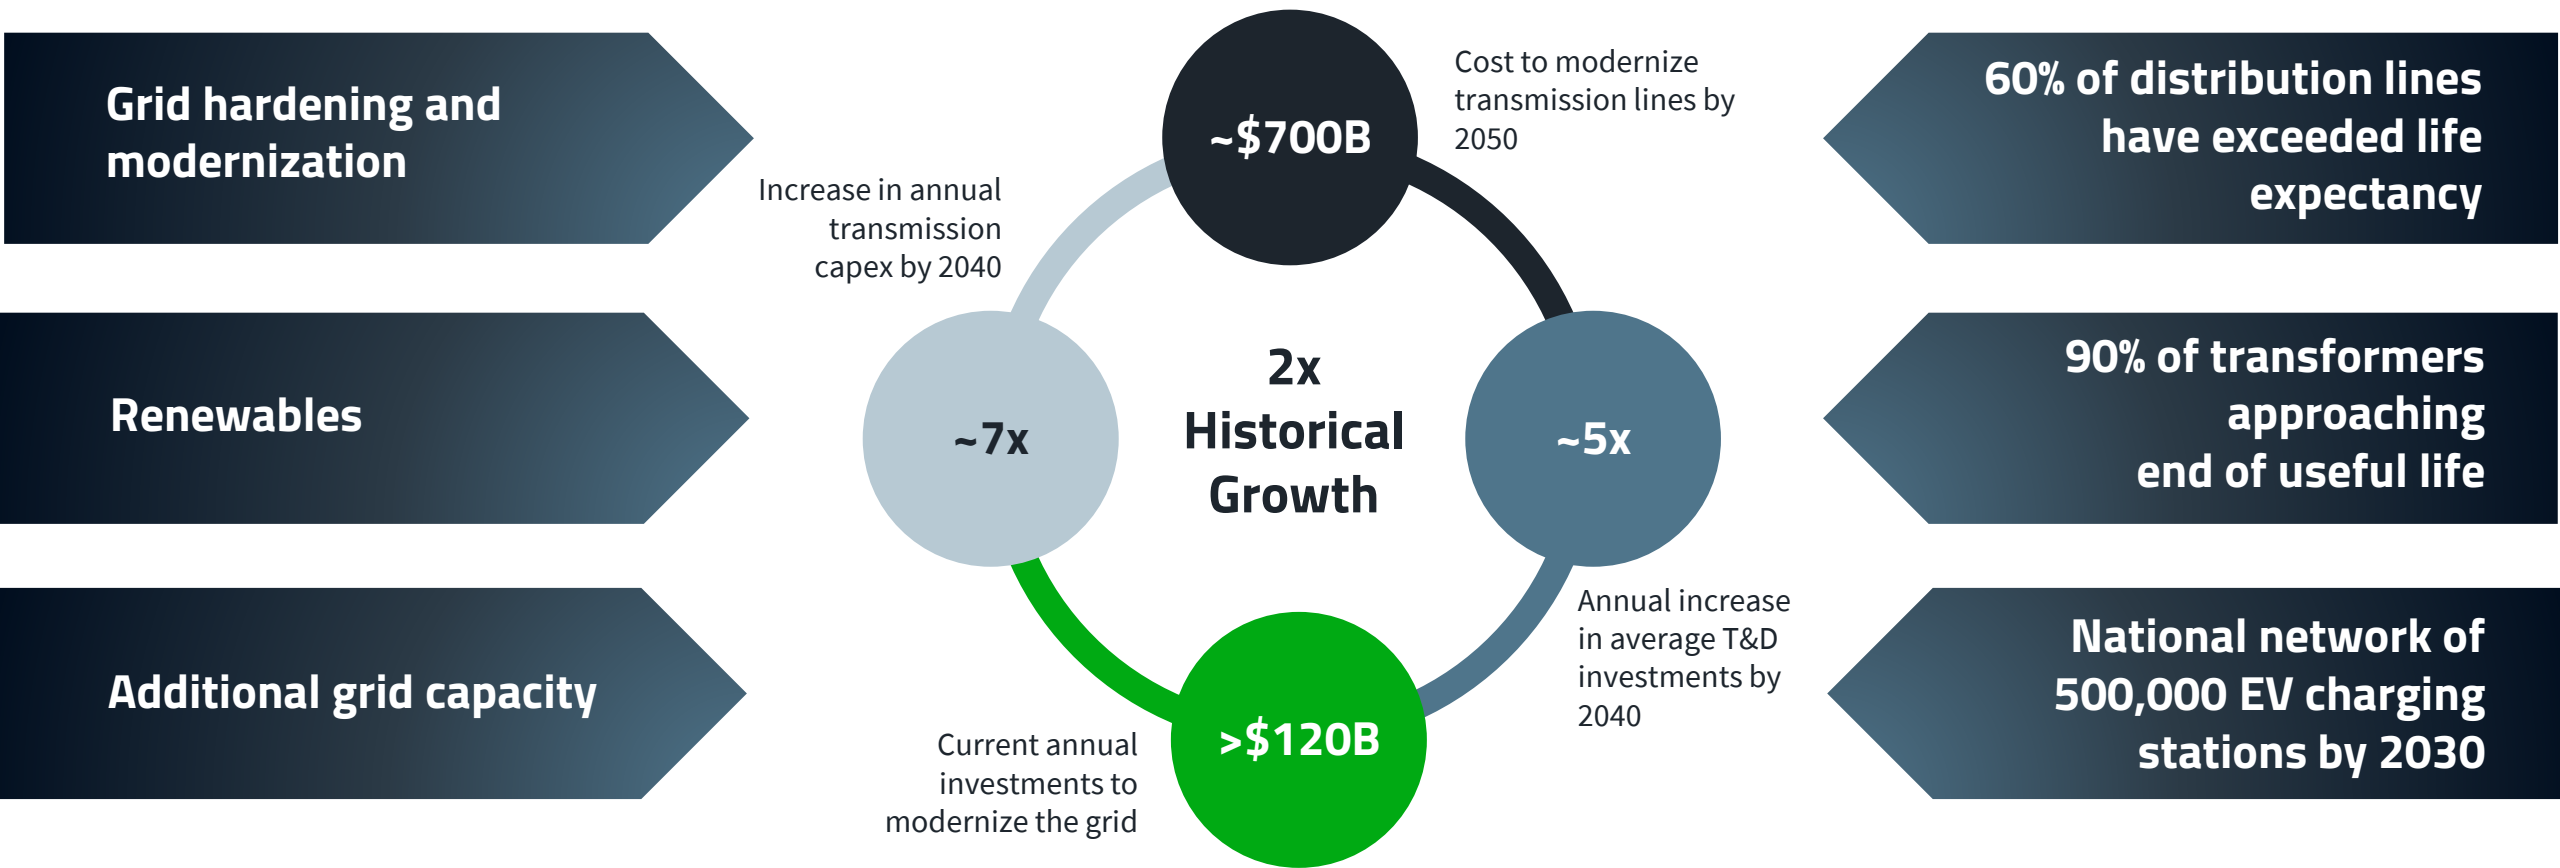 Grid hardening and
modernization
Renewables
Additional grid capacity
~$700B
Cost to modernize
transmission lines by
2050
Increase in annual
transmission
capex by 2040
~7x
2x
Historical
Growth
~5x
Annual increase
in average T&D
investments by
2040
>$120B
Current annual
investments to
modernize the grid
60% of distribution lines
have exceeded life
expectancy
90% of transformers
approaching
end of useful life
National network of
500,000 EV charging
stations by 2030